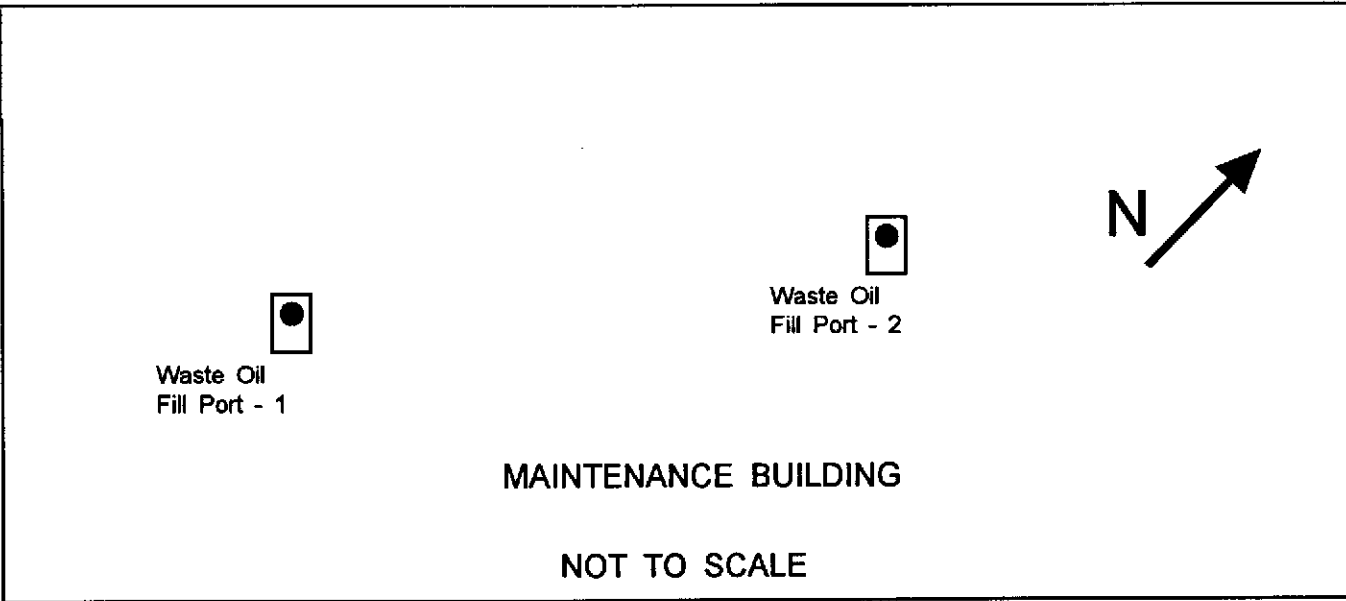 N
Waste Oil
Fill Port - 2
Waste Oil
Fill Port - 1
MAINTENANCE BUILDING
NOT TO SCALE